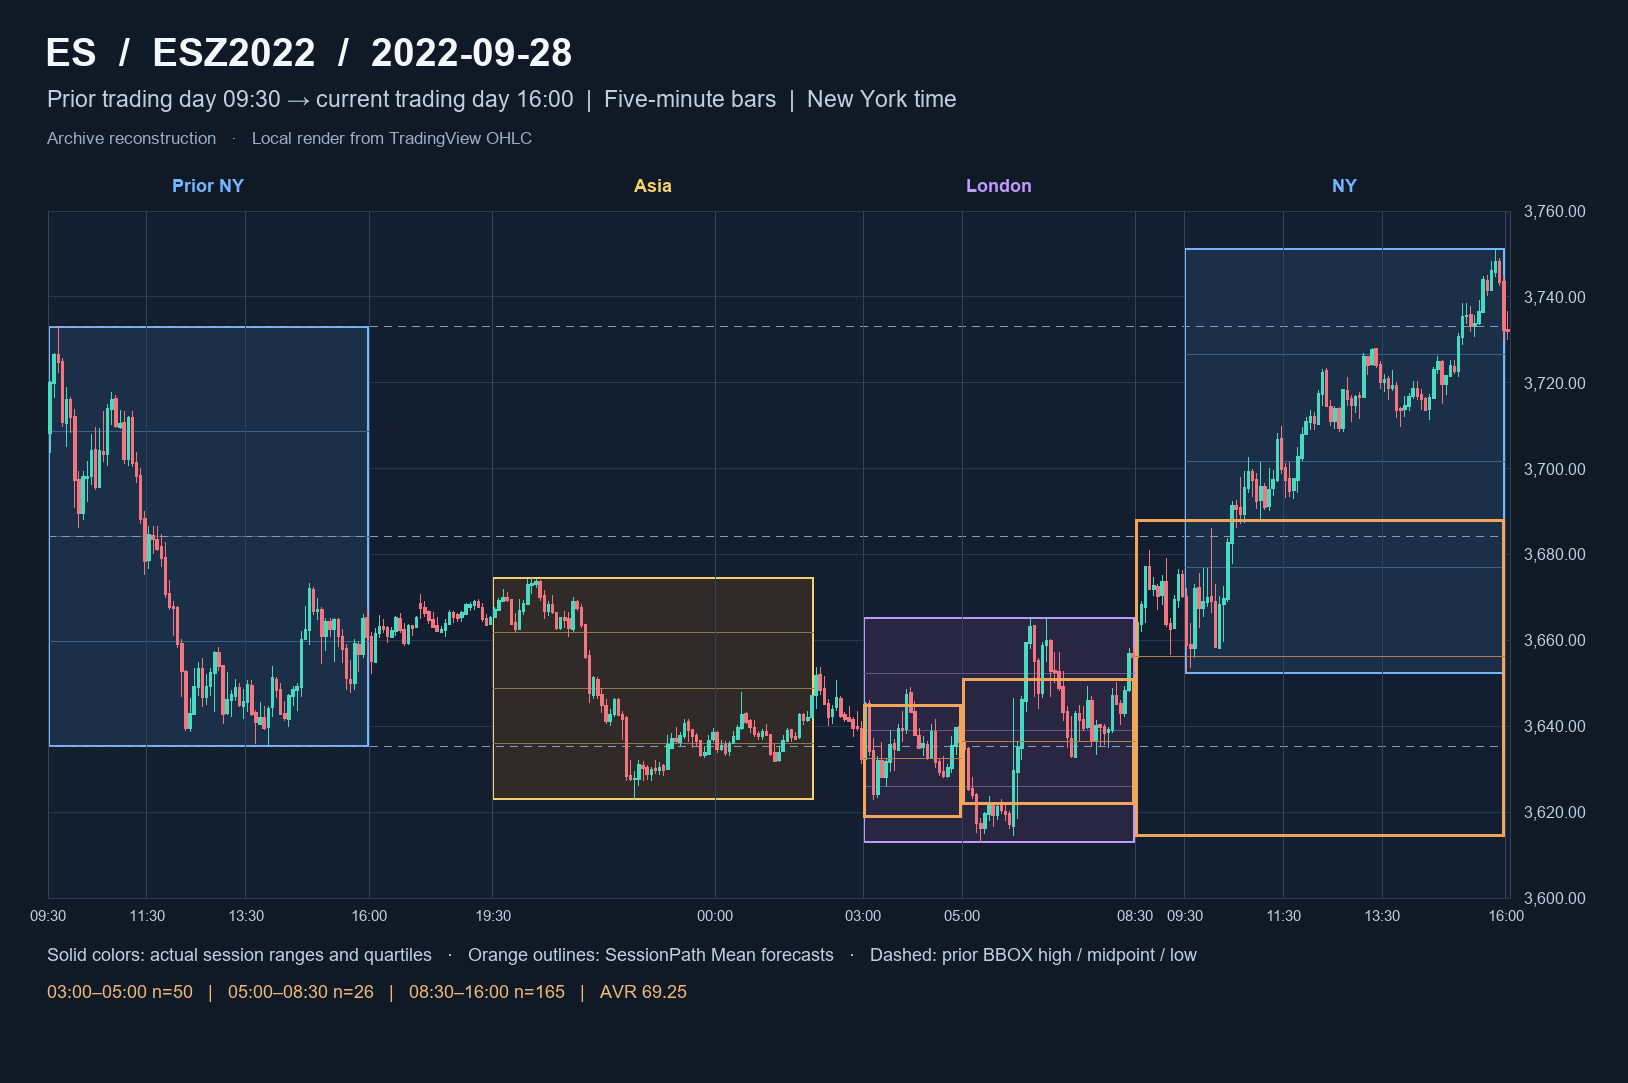 ES / ESZ2022 / 2022-09-28
Prior trading day 09:30 → current trading day 16:00 | Five-minute bars | New York time
Archive reconstruction · Local render from TradingView OHLC
Prior NY Asia London NY
3,760.00
3,740.00
3,720.00
3,700.00
3,680.00
3,660.00
3,640.00
3,620.00
3,600.00
09:30 11:30 13:30 16:00 19:30 00:00 03:00 05:00 08:30 09:30 11:30 13:30 16:00
Solid colors: actual session ranges and quartiles · Orange outlines: SessionPath Mean forecasts · Dashed: prior BBOX high / midpoint / low
03:00–05:00 n=50 | 05:00–08:30 n=26 | 08:30–16:00 n=165 | AVR 69.25